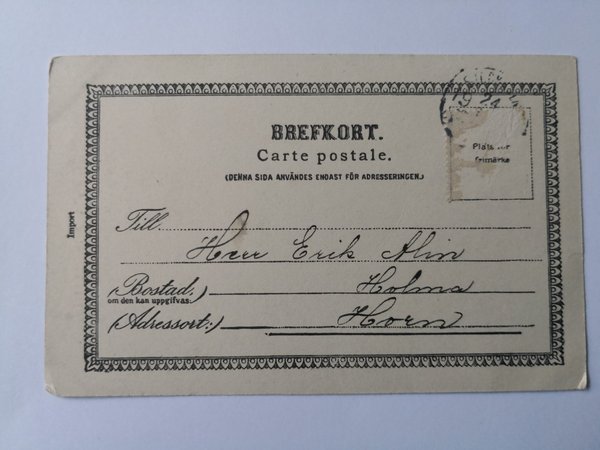 BREFKORT.
Carte postale.
(DENNA SIDA ANVÄNDES ENDAST FÖR ADRESSERINGEN.)
Plats för
frimärke
Import
Till
Herr Erik Alin
(Bostad:) Holma
om den kan uppgifvas:
(Adressort:) Horn